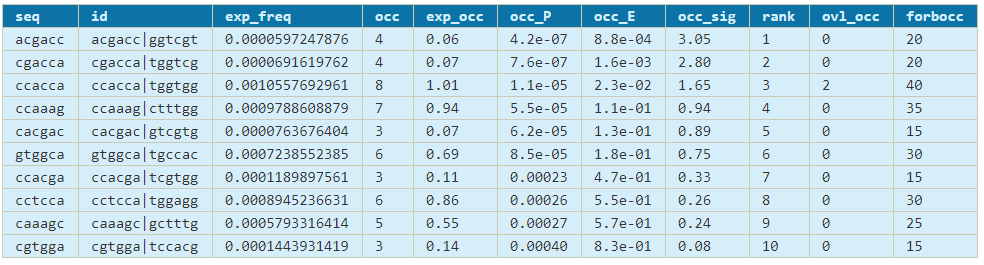 seq id exp_freq occ exp_occ occ_P occ_E occ_sig rank ovl_occ forbocc
acgacc acgacc|ggtcgt 0.0000597247876 4 0.06 4.2e-07 8.8e-04 3.05 1 0 20
cgacca cgacca|tggtcg 0.0000691619762 4 0.07 7.6e-07 1.6e-03 2.80 2 0 20
ccacca ccacca|tggtgg 0.0010557692961 8 1.01 1.1e-05 2.3e-02 1.65 3 2 40
ccaaag ccaaag|ctttgg 0.0009788608879 7 0.94 5.5e-05 1.1e-01 0.94 4 0 35
cacgac cacgac|gtcgtg 0.0000763676404 3 0.07 6.2e-05 1.3e-01 0.89 5 0 15
gtggca gtggca|tgccac 0.0007238552385 6 0.69 8.5e-05 1.8e-01 0.75 6 0 30
ccacga ccacga|tcgtgg 0.0001189897561 3 0.11 0.00023 4.7e-01 0.33 7 0 15
cctcca cctcca|tggagg 0.0008945236631 6 0.86 0.00026 5.5e-01 0.26 8 0 30
caaagc caaagc|gctttg 0.0005793316414 5 0.55 0.00027 5.7e-01 0.24 9 0 25
cgtgga cgtgga|tccacg 0.0001443931419 3 0.14 0.00040 8.3e-01 0.08 10 0 15